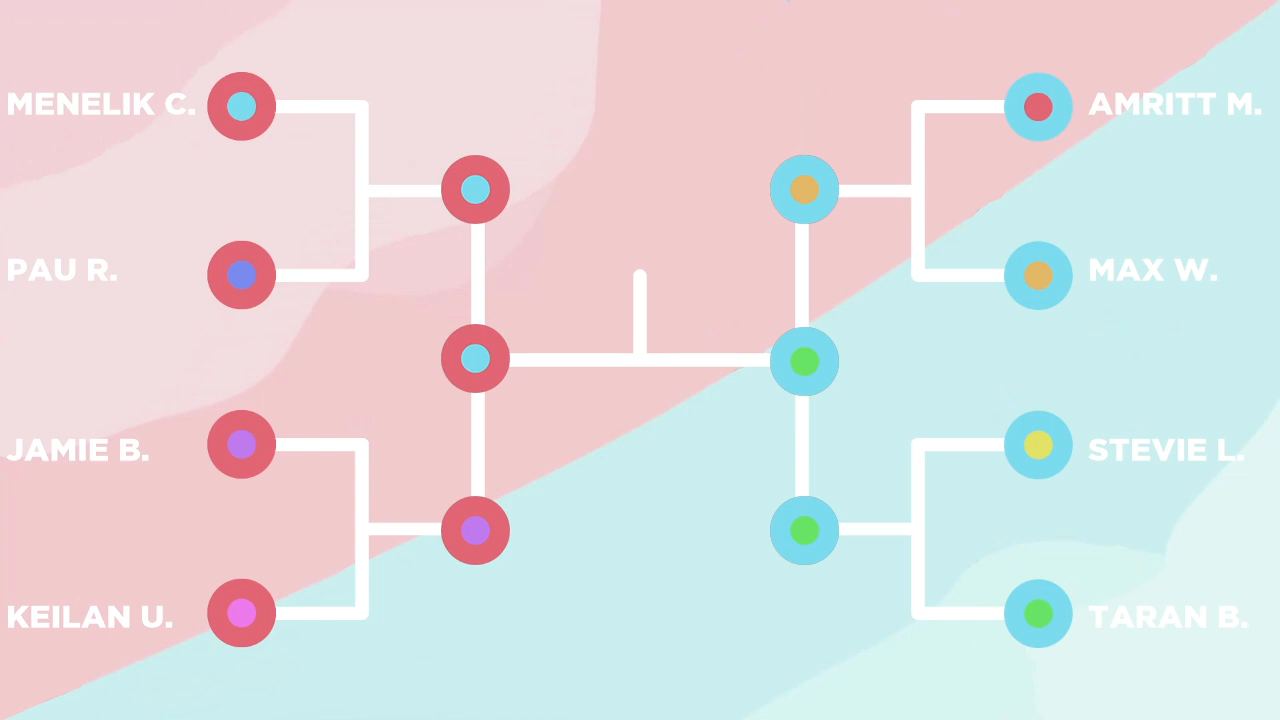 MENELIK C.
PAU R.
JAMIE B.
KEILAN U.
AMRITT M.
MAX W.
STEVIE L.
TARAN B.